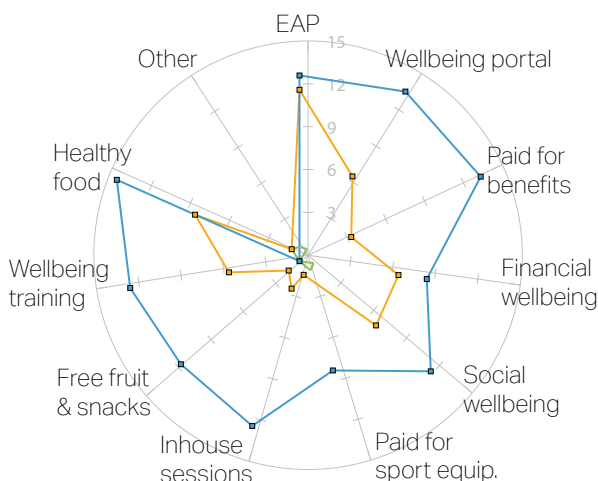 EAP
15
Other
Wellbeing portal
12
9
Healthy
food
Paid for
benefits
6
3
Wellbeing
training
Financial
wellbeing
Free fruit
& snacks
Social
wellbeing
Inhouse
sessions
Paid for
sport equip.